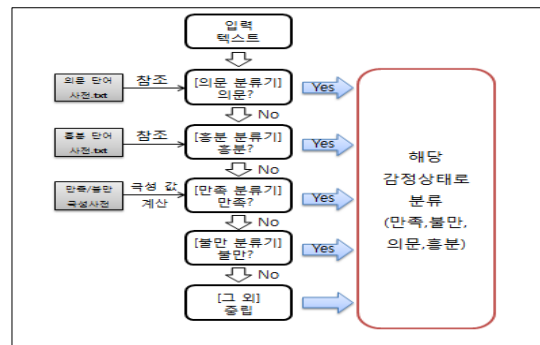 입력
텍스트
의문 단어
사전.txt
참조
[의문 분류기]
의문?
Yes
No
흥분 단어
사전.txt
참조
[흥분 분류기]
흥분?
Yes
No
만족/불만
극성사전
극성 값
계산
[만족 분류기]
만족?
Yes
No
[불만 분류기]
불만?
Yes
No
[그 외]
중립
해당
감정상태로
분류
(만족,불만,
의문,흥분)